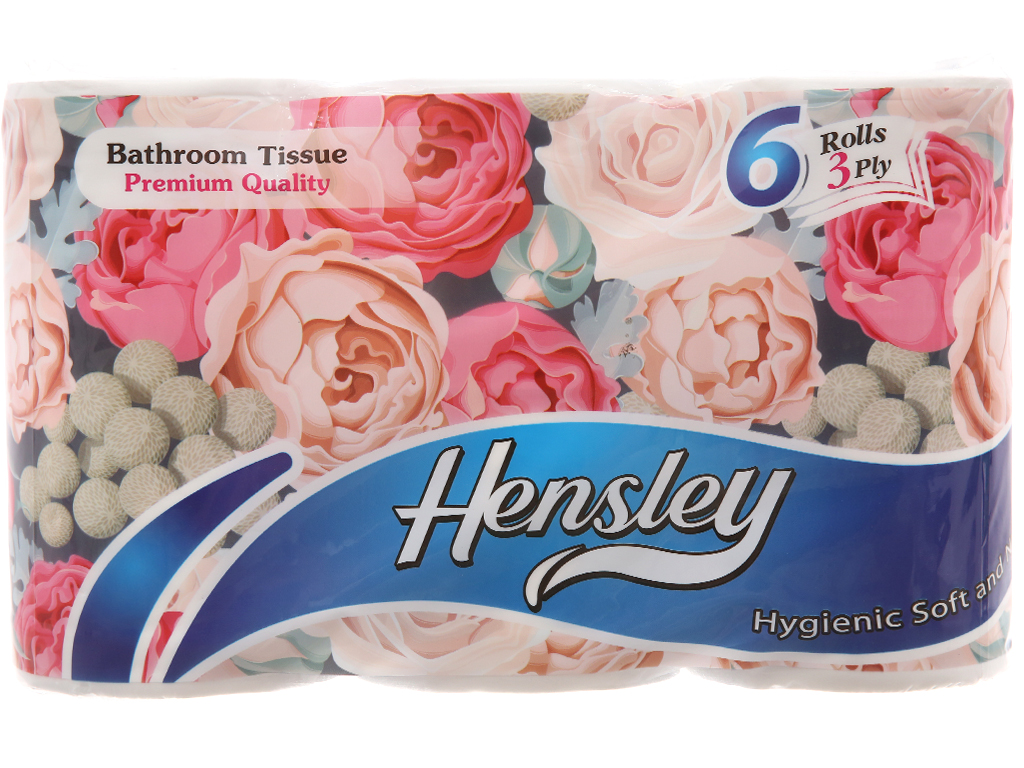 Bathroom Tissue
Premium Quality
6 Rolls
3 Ply
Hensley
Hygienic Soft and